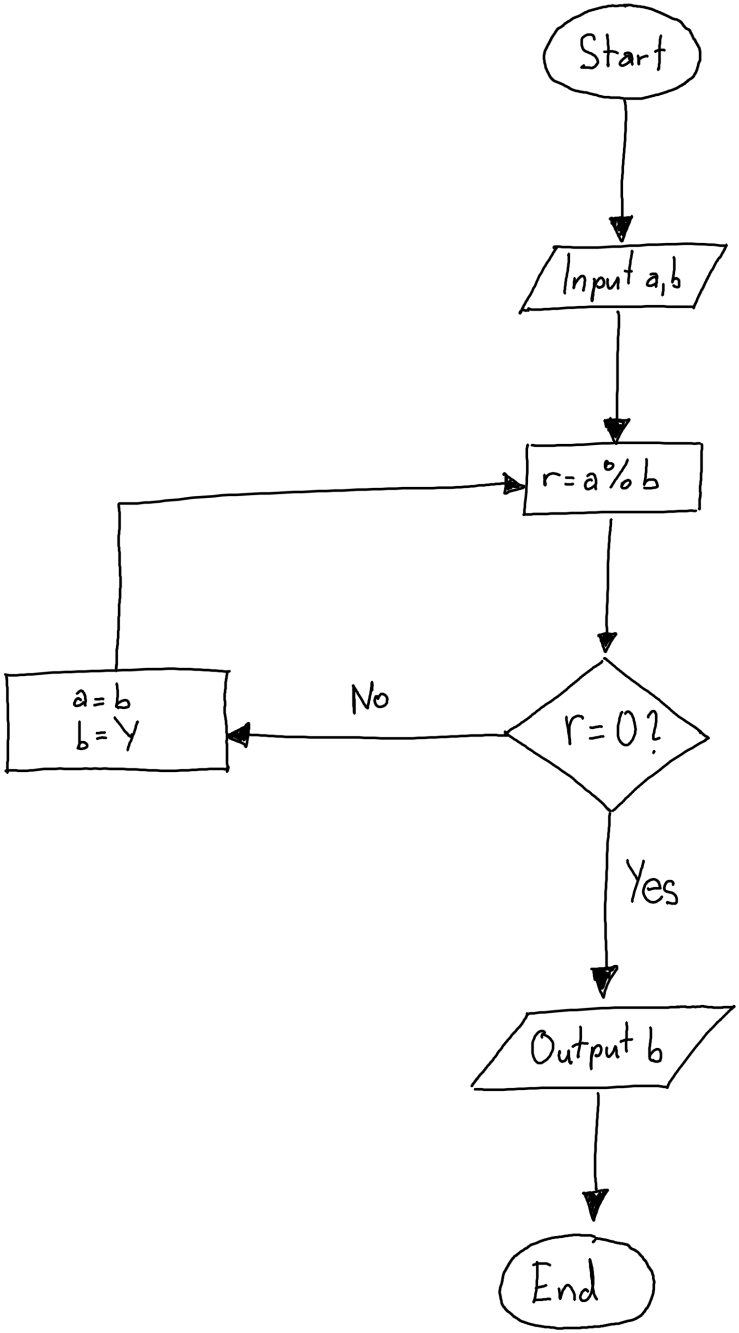 Start
Input a,b
r=a%b
r=0?
No
a=b
b=Y
Yes
Output b
End